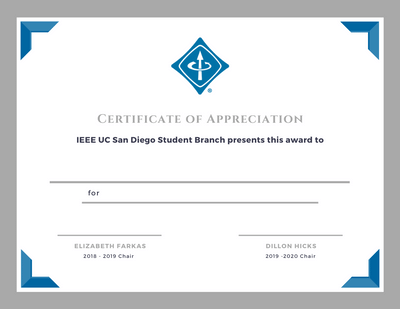 ®
CERTIFICATE OF APPRECIATION
IEEE UC San Diego Student Branch presents this award to
for
ELIZABETH FARKAS
2018 - 2019 Chair
DILLON HICKS
2019 -2020 Chair